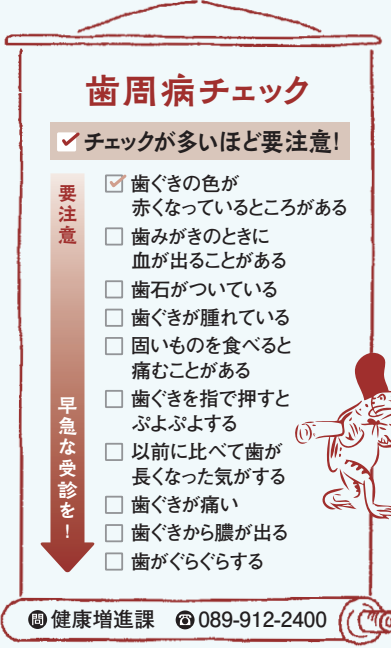 歯周病チェック
チェックが多いほど要注意!
要注意
早急な受診を!
歯ぐきの色が
赤くなっているところがある
歯みがきのときに
血が出ることがある
歯石がついている
歯ぐきが腫れている
固いものを食べると
痛むことがある
歯ぐきを指で押すと
ぷよぷよする
以前に比べて歯が
長くなった気がする
歯ぐきが痛い
歯ぐきから膿が出る
歯がぐらぐらする
問健康増進課 ☎089-912-2400